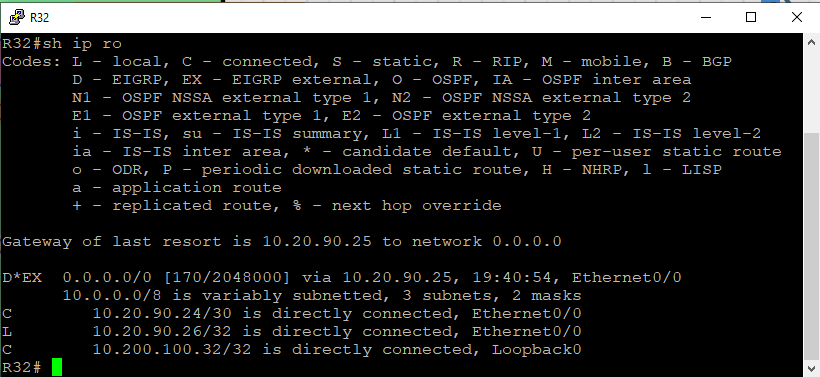 R32
R32#sh ip ro
Codes: L - local, C - connected, S - static, R - RIP, M - mobile, B - BGP
       D - EIGRP, EX - EIGRP external, O - OSPF, IA - OSPF inter area
       N1 - OSPF NSSA external type 1, N2 - OSPF NSSA external type 2
       E1 - OSPF external type 1, E2 - OSPF external type 2
       i - IS-IS, su - IS-IS summary, L1 - IS-IS level-1, L2 - IS-IS level-2
       ia - IS-IS inter area, * - candidate default, U - per-user static route
       o - ODR, P - periodic downloaded static route, H - NHRP, l - LISP
       a - application route
       + - replicated route, % - next hop override
Gateway of last resort is 10.20.90.25 to network 0.0.0.0
D*EX  0.0.0.0/0 [170/2048000] via 10.20.90.25, 19:40:54, Ethernet0/0
      10.0.0.0/8 is variably subnetted, 3 subnets, 2 masks
C        10.20.90.24/30 is directly connected, Ethernet0/0
L        10.20.90.26/32 is directly connected, Ethernet0/0
C        10.200.100.32/32 is directly connected, Loopback0
R32#